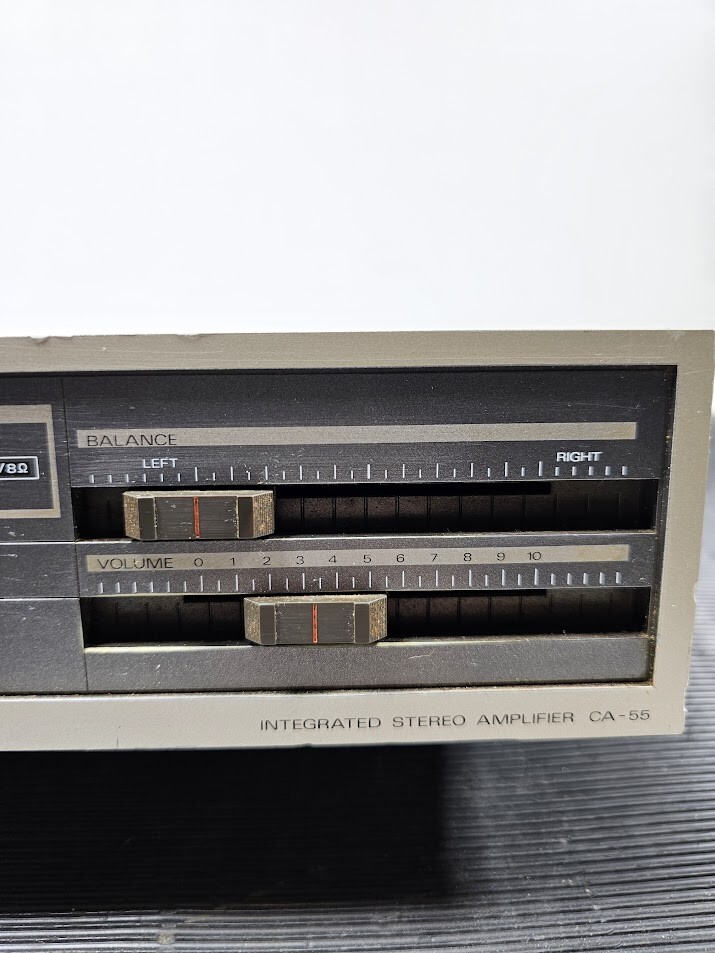 /8Ω
BALANCE
LEFT RIGHT
VOLUME 0 1 2 3 4 5 6 7 8 9 10
INTEGRATED STEREO AMPLIFIER CA-55